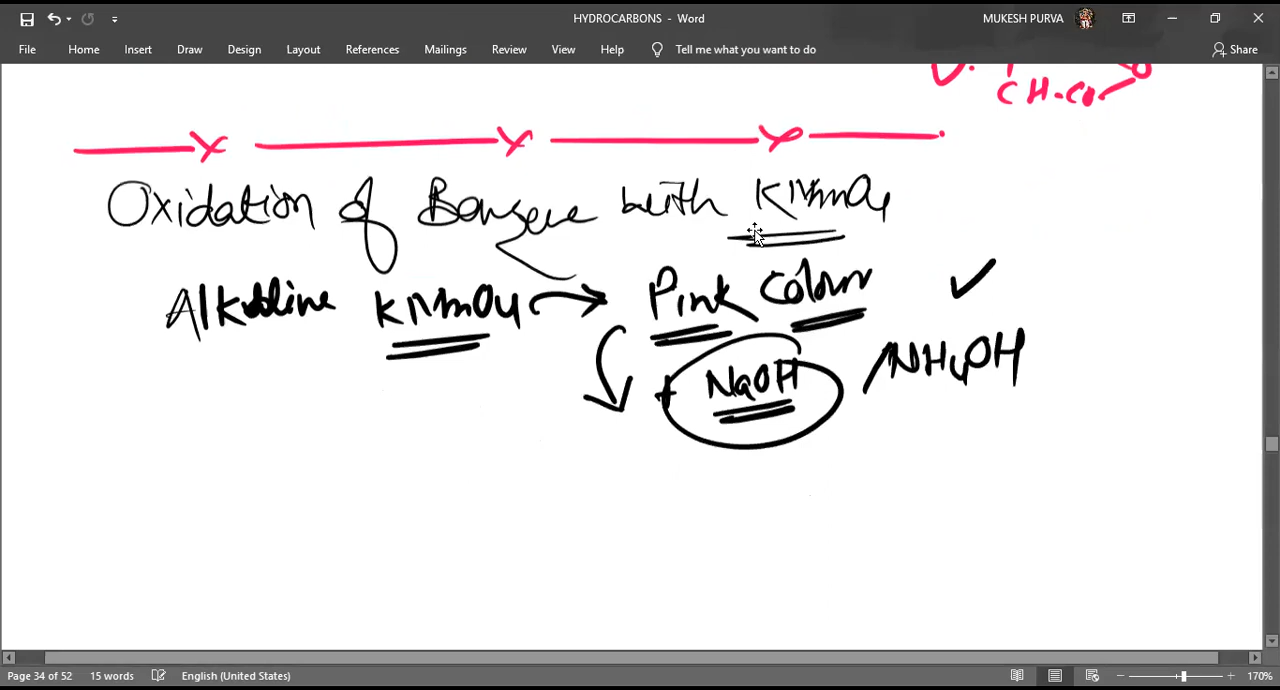 HYDROCARBONS - Word
MUKESH PURVA
File Home Insert Draw Design Layout References Mailings Review View Help Tell me what you want to do Share
CH-CO
Oxidation of Benzene with KMnO4
Alkaline KMnO4 → Pink Colour ✓
+ NaOH / NH4OH
Page 34 of 52 15 words English (United States) 170%